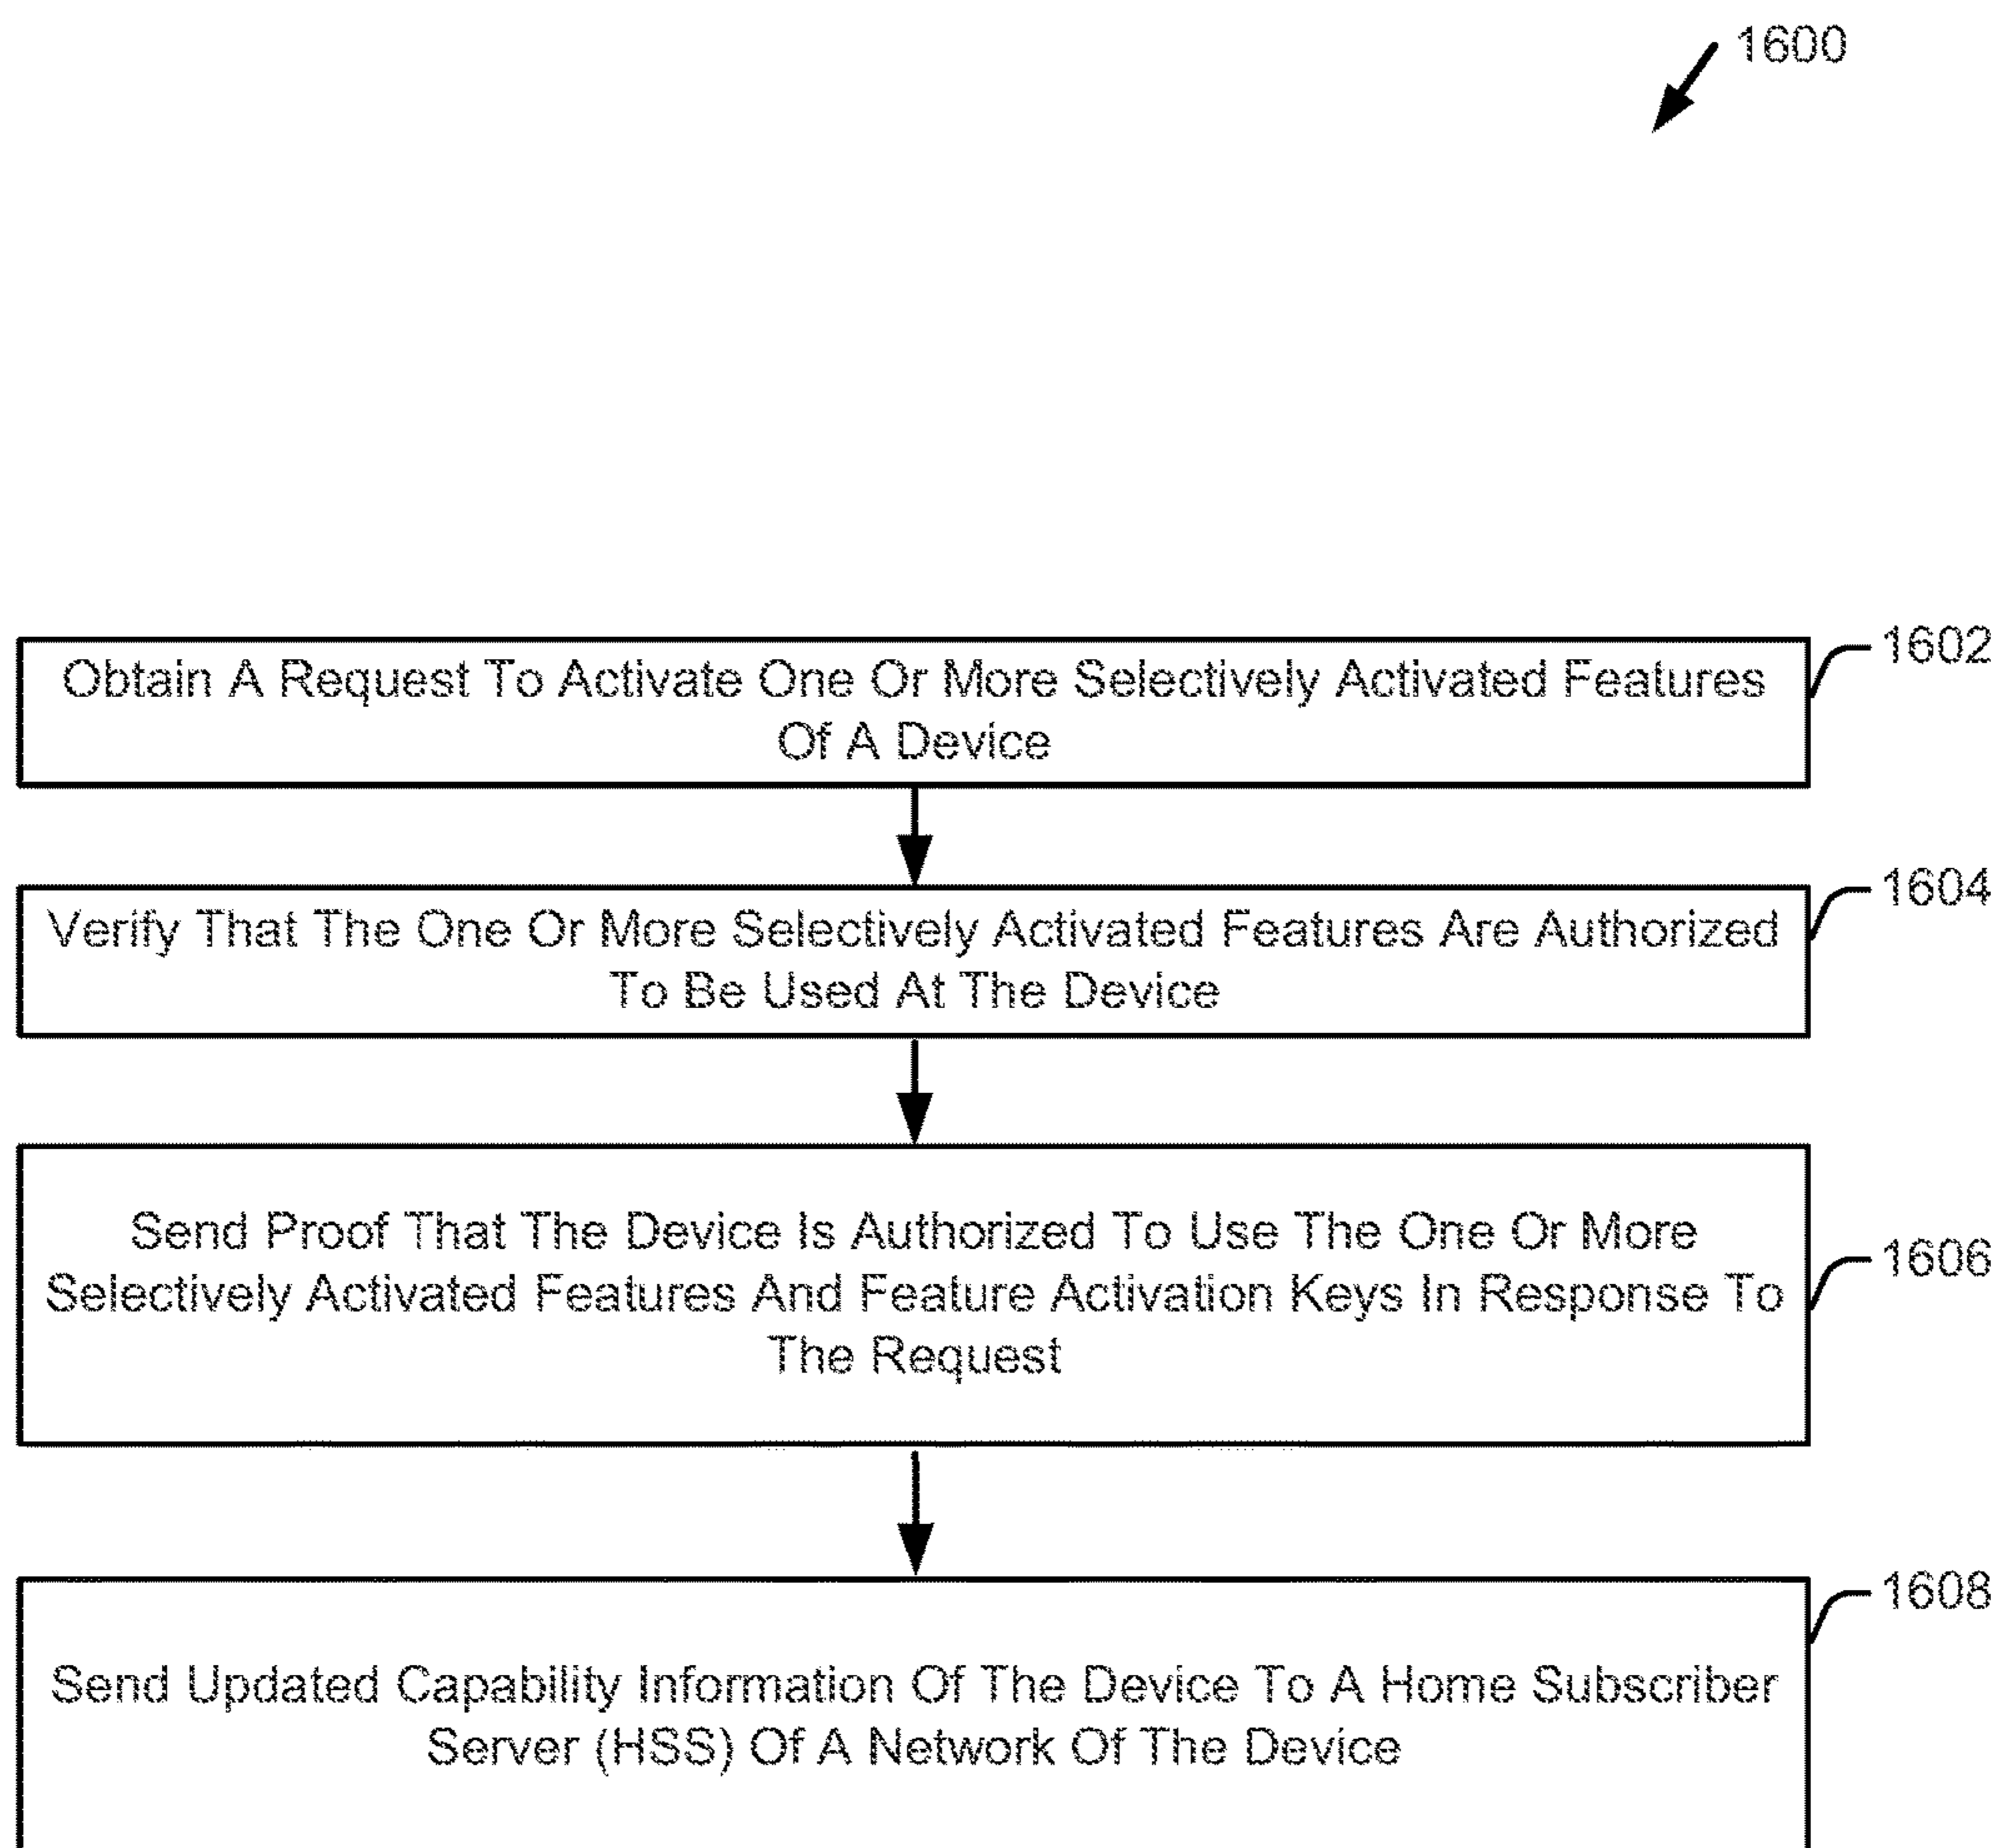 1600
Obtain A Request To Activate One Or More Selectively Activated Features
Of A Device
1602
Verify That The One Or More Selectively Activated Features Are Authorized
To Be Used At The Device
1604
Send Proof That The Device Is Authorized To Use The One Or More
Selectively Activated Features And Feature Activation Keys In Response To
The Request
1606
Send Updated Capability Information Of The Device To A Home Subscriber
Server (HSS) Of A Network Of The Device
1608